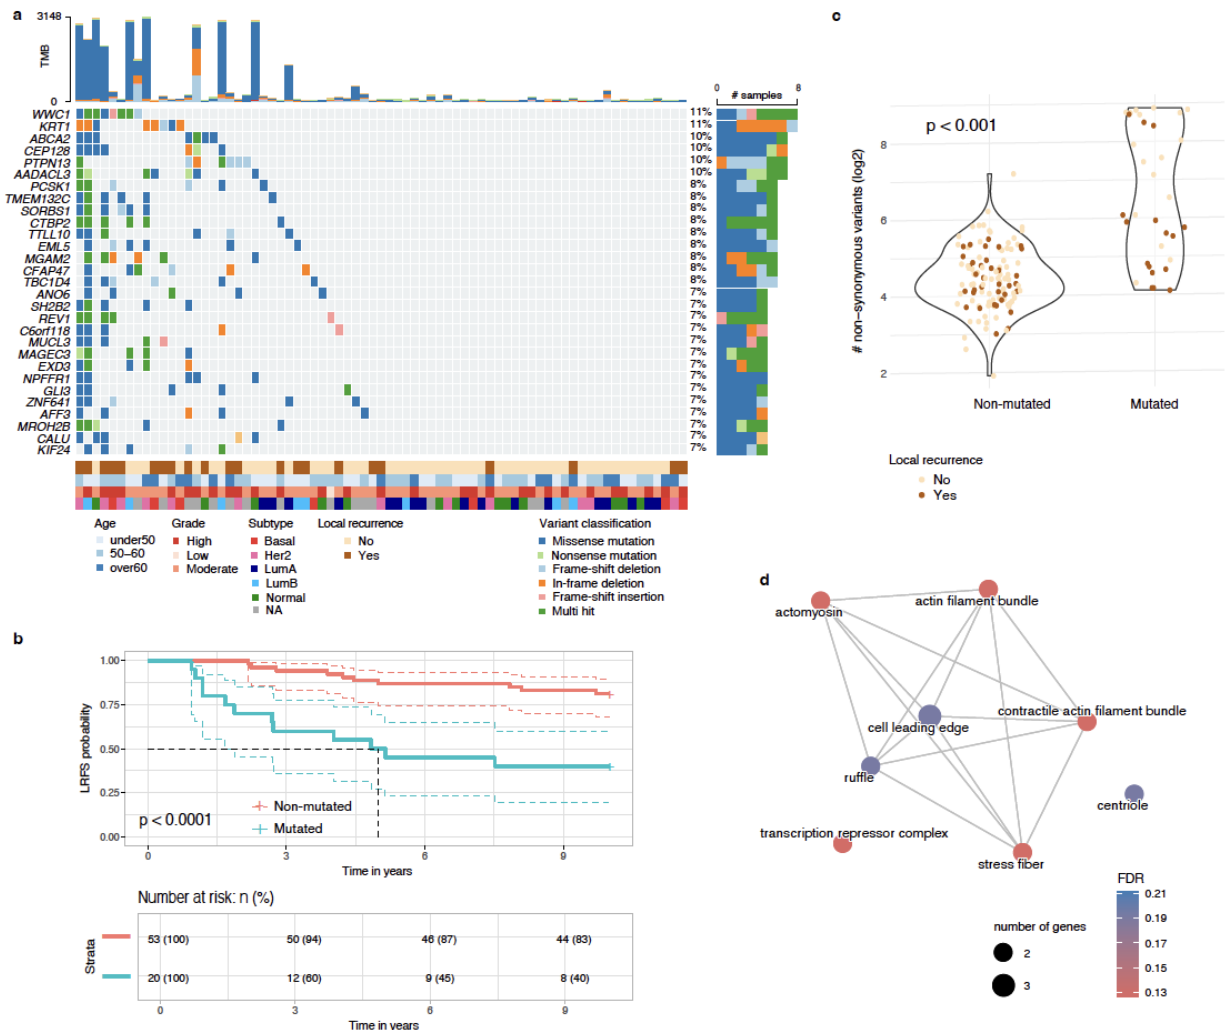 a
3148
TMB
0
0
8
# samples
WWC1 11%
KRT1 11%
ABCA2 10%
CEP128 10%
PTPN13 10%
AADACL3 10%
PCSK1 8%
TMEM132C 8%
SORBS1 8%
CTBP2 8%
TTLL10 8%
EML5 8%
MGAM2 8%
CFAP47 8%
TBC1D4 8%
ANO6 7%
SH2B2 7%
REV1 7%
C6orf118 7%
MUCL3 7%
MAGEC3 7%
EXD3 7%
NPFFR1 7%
GLI3 7%
ZNF641 7%
AFF3 7%
MROH2B 7%
CALU 7%
KIF24 7%
Age
under50
50–60
over60
Grade
High
Low
Moderate
Subtype
Basal
Her2
LumA
LumB
Normal
NA
Local recurrence
No
Yes
Variant classification
Missense mutation
Nonsense mutation
Frame-shift deletion
In-frame deletion
Frame-shift insertion
Multi hit
b
1.00
0.75
0.50
0.25
0.00
LRFS probability
p < 0.0001
Non-mutated
Mutated
0 3 6 9
Time in years
Number at risk: n (%)
Strata
53 (100) 50 (94) 46 (87) 44 (83)
20 (100) 12 (60) 9 (45) 8 (40)
0 3 6 9
Time in years
c
p < 0.001
# non−synonymous variants (log2)
8
6
4
2
Non-mutated Mutated
Local recurrence
No
Yes
d
actomyosin
actin filament bundle
contractile actin filament bundle
cell leading edge
ruffle
centriole
transcription repressor complex
stress fiber
number of genes
2
3
FDR
0.21
0.19
0.17
0.15
0.13